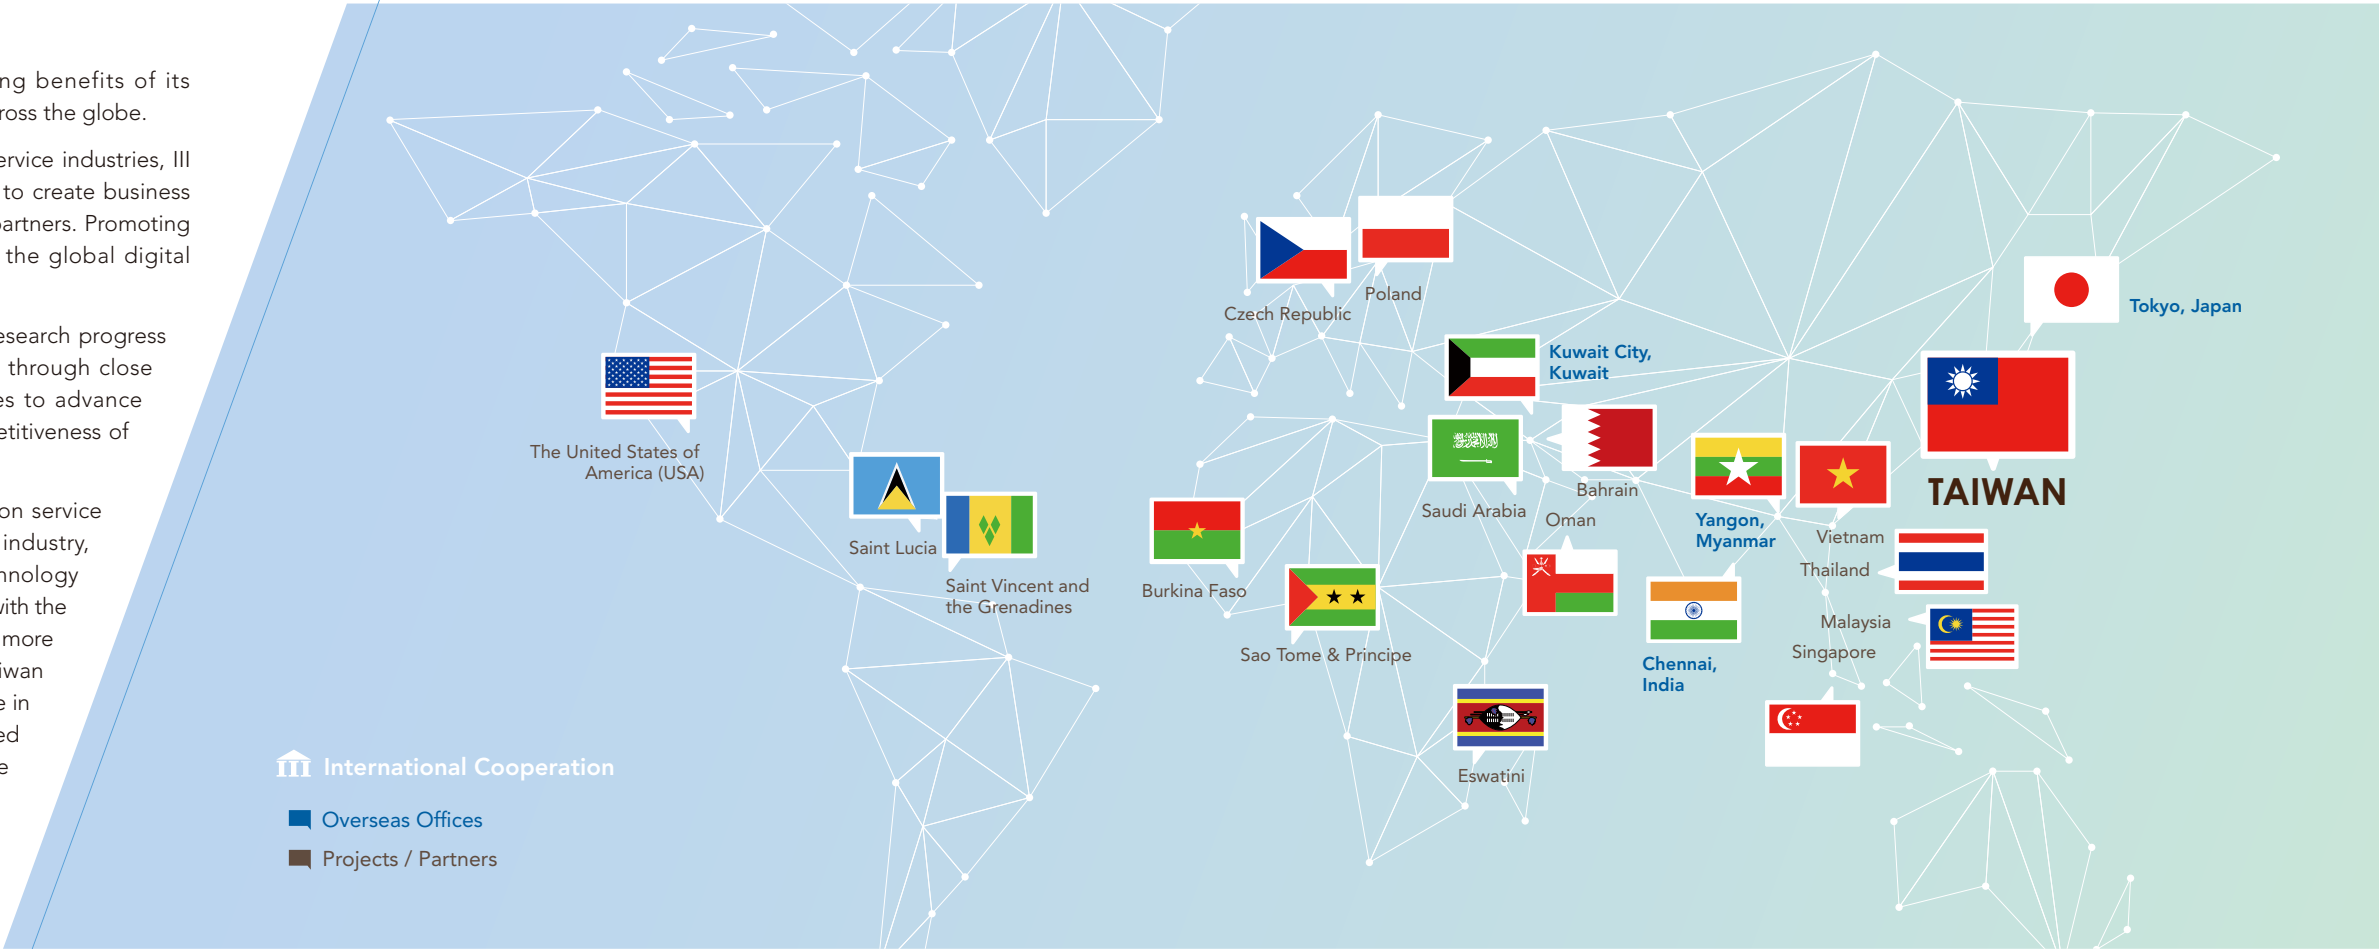 ng benefits of its
ross the globe.
ervice industries, III
to create business
artners. Promoting
the global digital
esearch progress
through close
es to advance
etitiveness of
on service
industry,
hnology
with the
more
iwan
e in
ed
e
Poland
Czech Republic
Tokyo, Japan
Kuwait City,
Kuwait
The United States of
America (USA)
TAIWAN
Bahrain
Saudi Arabia
Oman
Yangon,
Myanmar
Vietnam
Saint Lucia
Thailand
Saint Vincent and
the Grenadines
Burkina Faso
Malaysia
Singapore
Sao Tome & Principe
Chennai,
India
Eswatini
International Cooperation
Overseas Offices
Projects / Partners